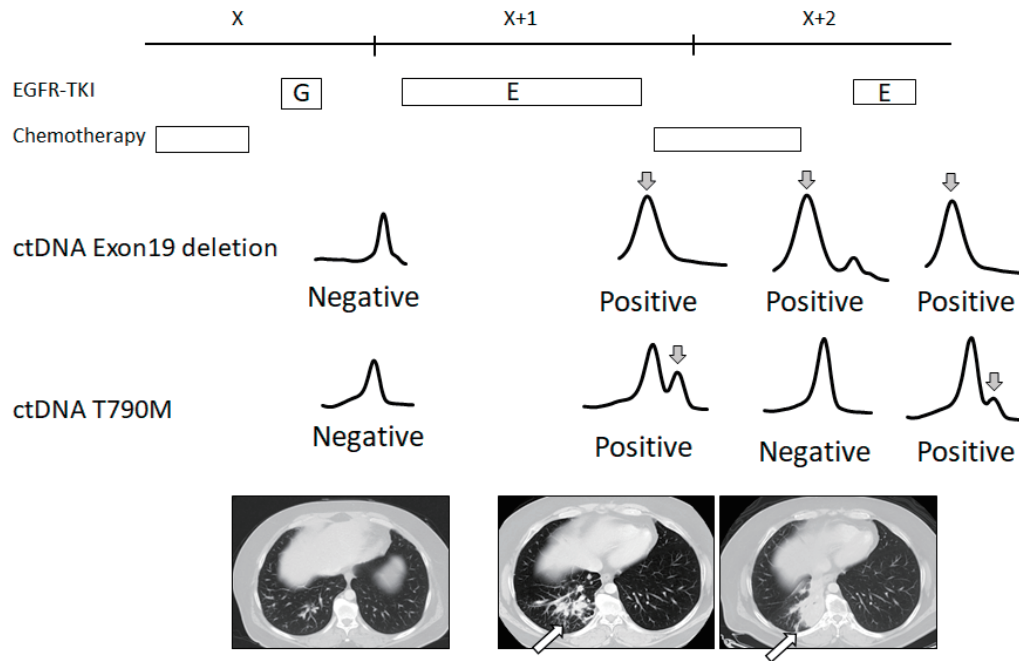 X X+1 X+2
EGFR-TKI G E E
Chemotherapy
ctDNA Exon19 deletion
Negative Positive Positive Positive
ctDNA T790M
Negative Positive Negative Positive